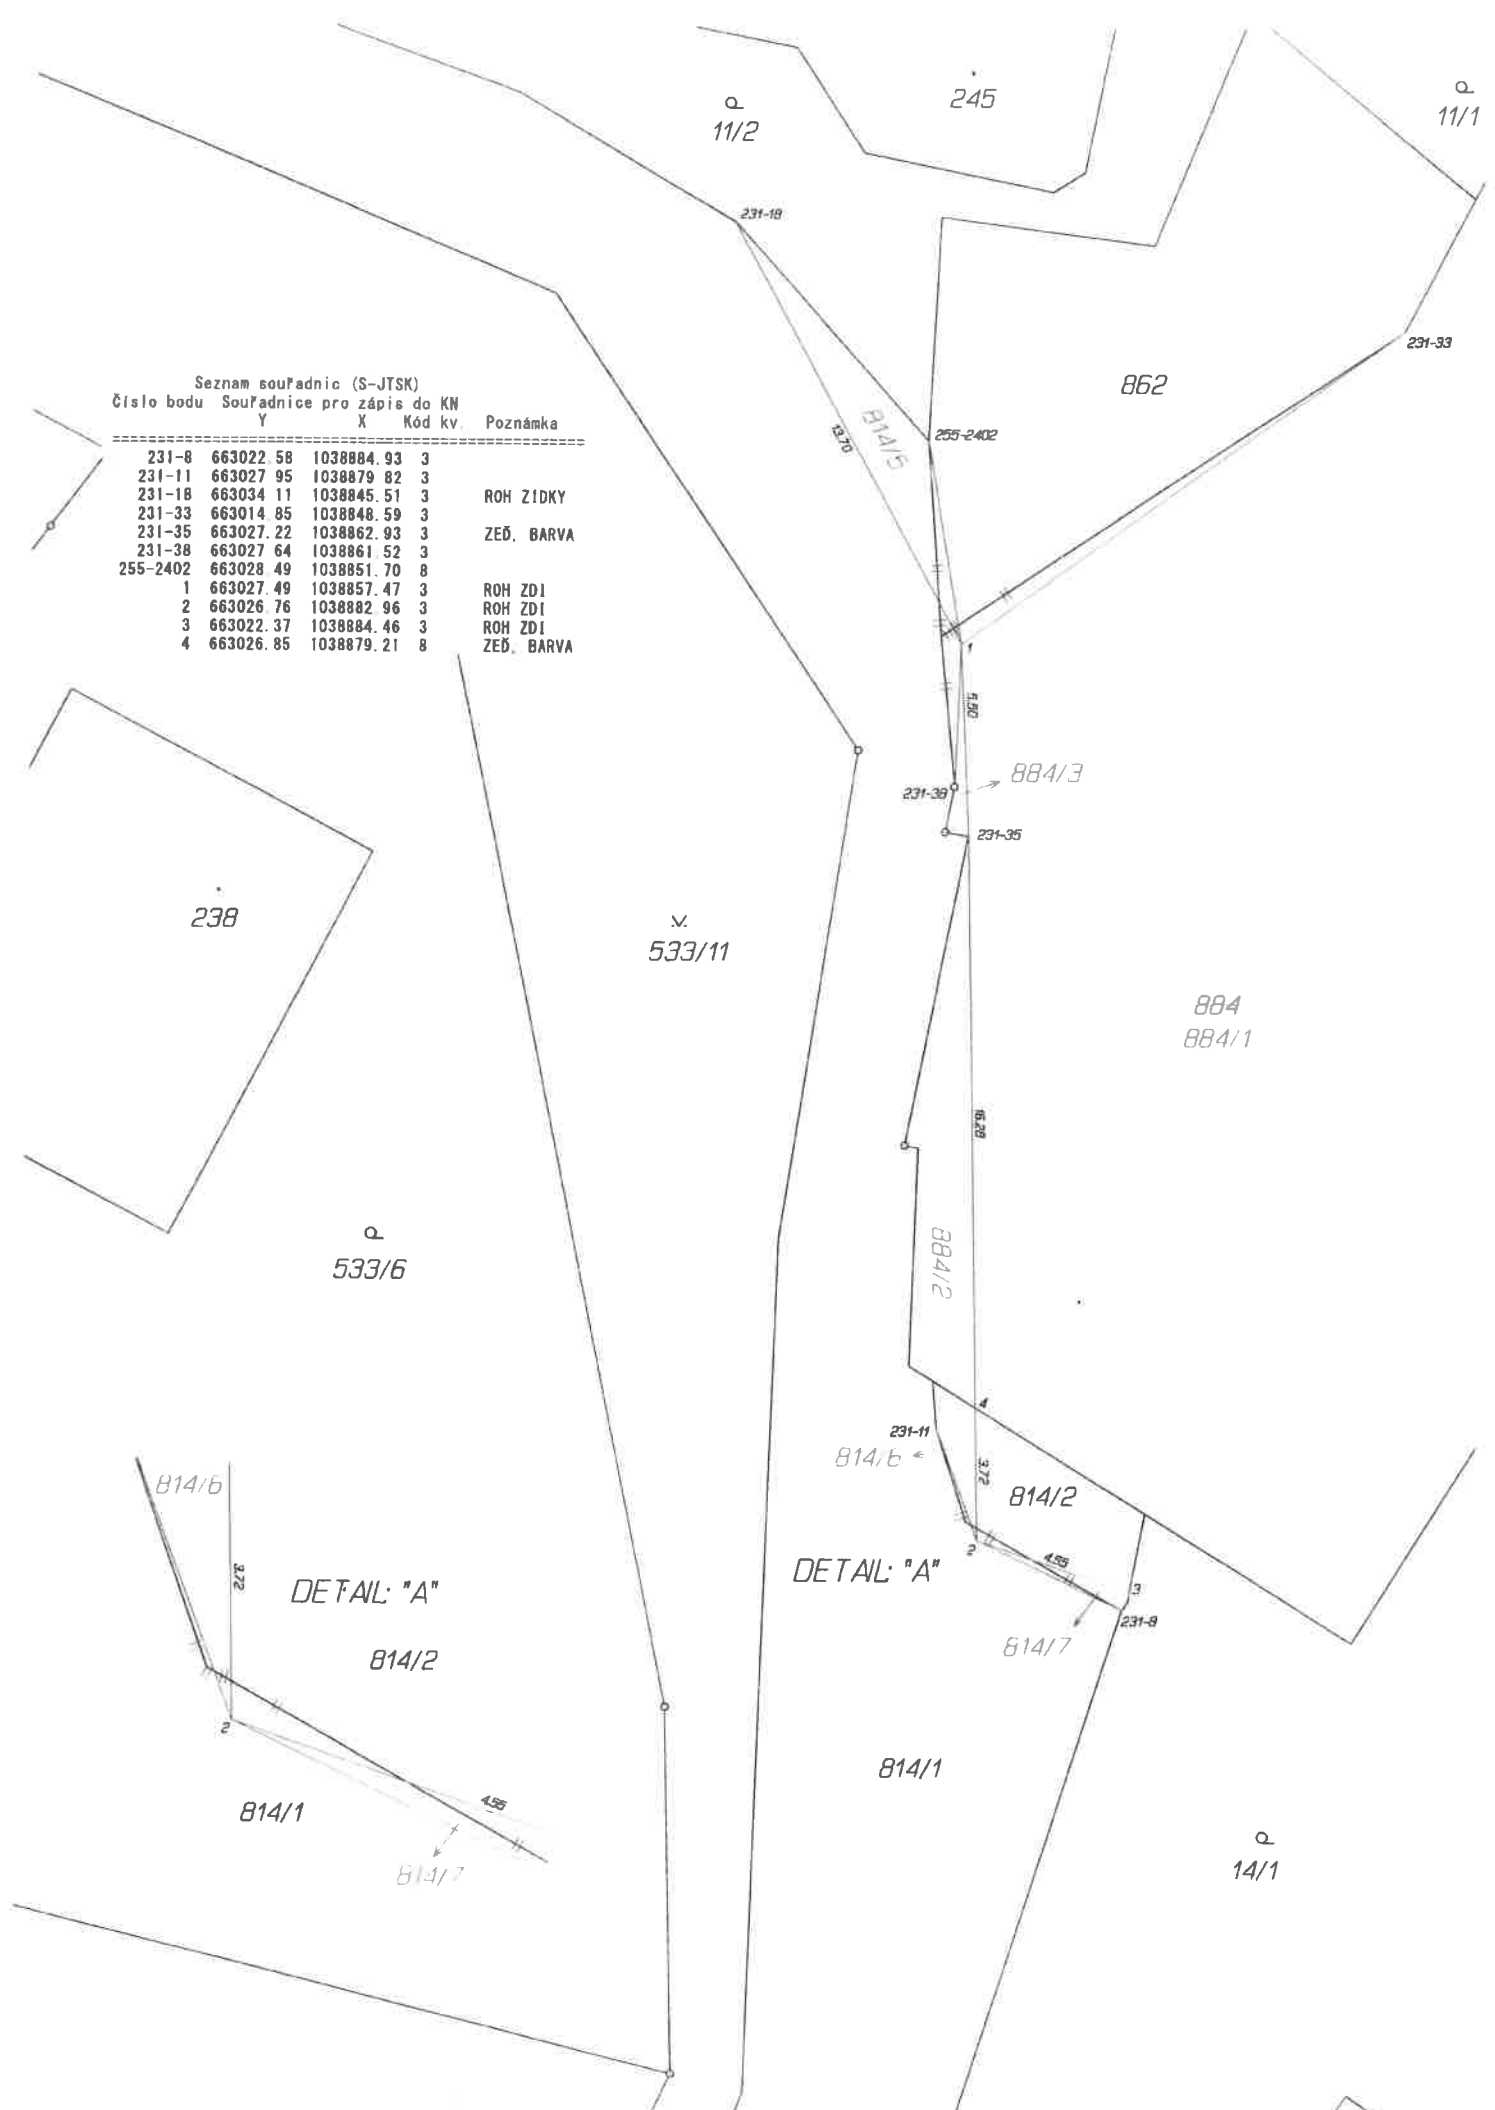 245
11/2
11/1
231-18
231-33
862
814/5
13.70
255-2402
Seznam souřadnic (S-JTSK)
číslo bodu Souřadnice pro zápis do KN
Y X Kód kv. Poznámka
231-8 663022.58 1038884.93 3
231-11 663027.95 1038879.82 3
231-18 663034.11 1038845.51 3 ROH ZÍDKY
231-33 663014.85 1038848.59 3
231-35 663027.22 1038862.93 3 ZEĎ, BARVA
231-38 663027.64 1038861.52 3
255-2402 663028.49 1038851.70 8
1 663027.49 1038857.47 3 ROH ZDI
2 663026.76 1038882.96 3 ROH ZDI
3 663022.37 1038884.46 3 ROH ZDI
4 663026.85 1038879.21 8 ZEĎ, BARVA
1
5.50
884/3
231-38
231-35
238
533/11
884
884/1
16.28
533/6
884/2
4
231-11
814/6
3.72
814/2
2
4.55
3
231-8
DETAIL: "A"
814/7
814/6
3.72
DETAIL: "A"
814/2
2
4.55
814/1
814/7
814/1
14/1